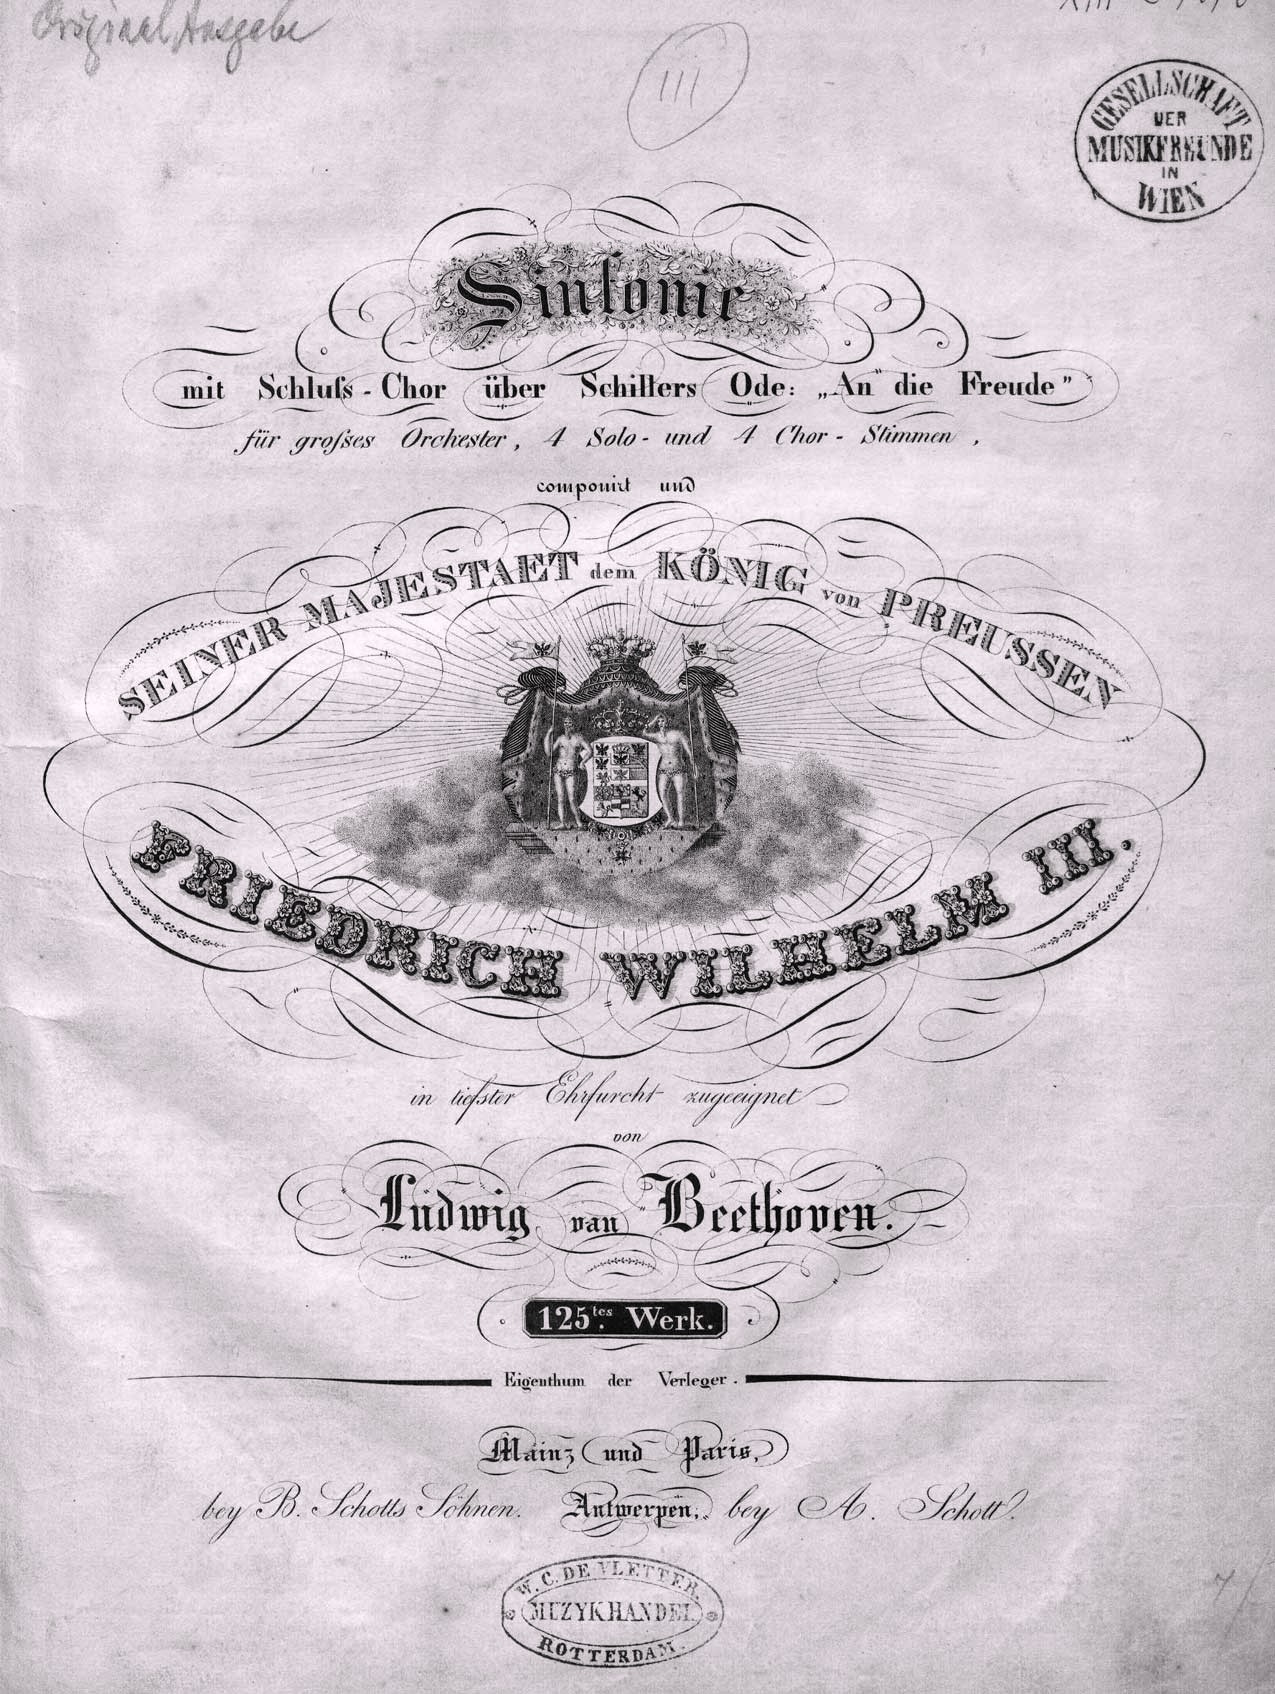 Original Ausgabe
III
GESELLSCHAFT
DER
MUSIKFREUNDE
IN
WIEN
Sinfonie
mit Schluſs-Chor über Schillers Ode: „An die Freude”
für groſses Orchester, 4 Solo- und 4 Chor-Stimmen,
componirt und
SEINER MAJESTAET dem KÖNIG von PREUSSEN
FRIEDRICH WILHELM III.
in tiefster Ehrfurcht zugeeignet
von
Ludwig van Beethoven.
125tes. Werk.
Eigenthum der Verleger.
Mainz und Paris,
bey B. Schotts Söhnen. Antwerpen, bey A. Schott.
W. C. DE VLETTER.
MUZYKHANDEL
ROTTERDAM.